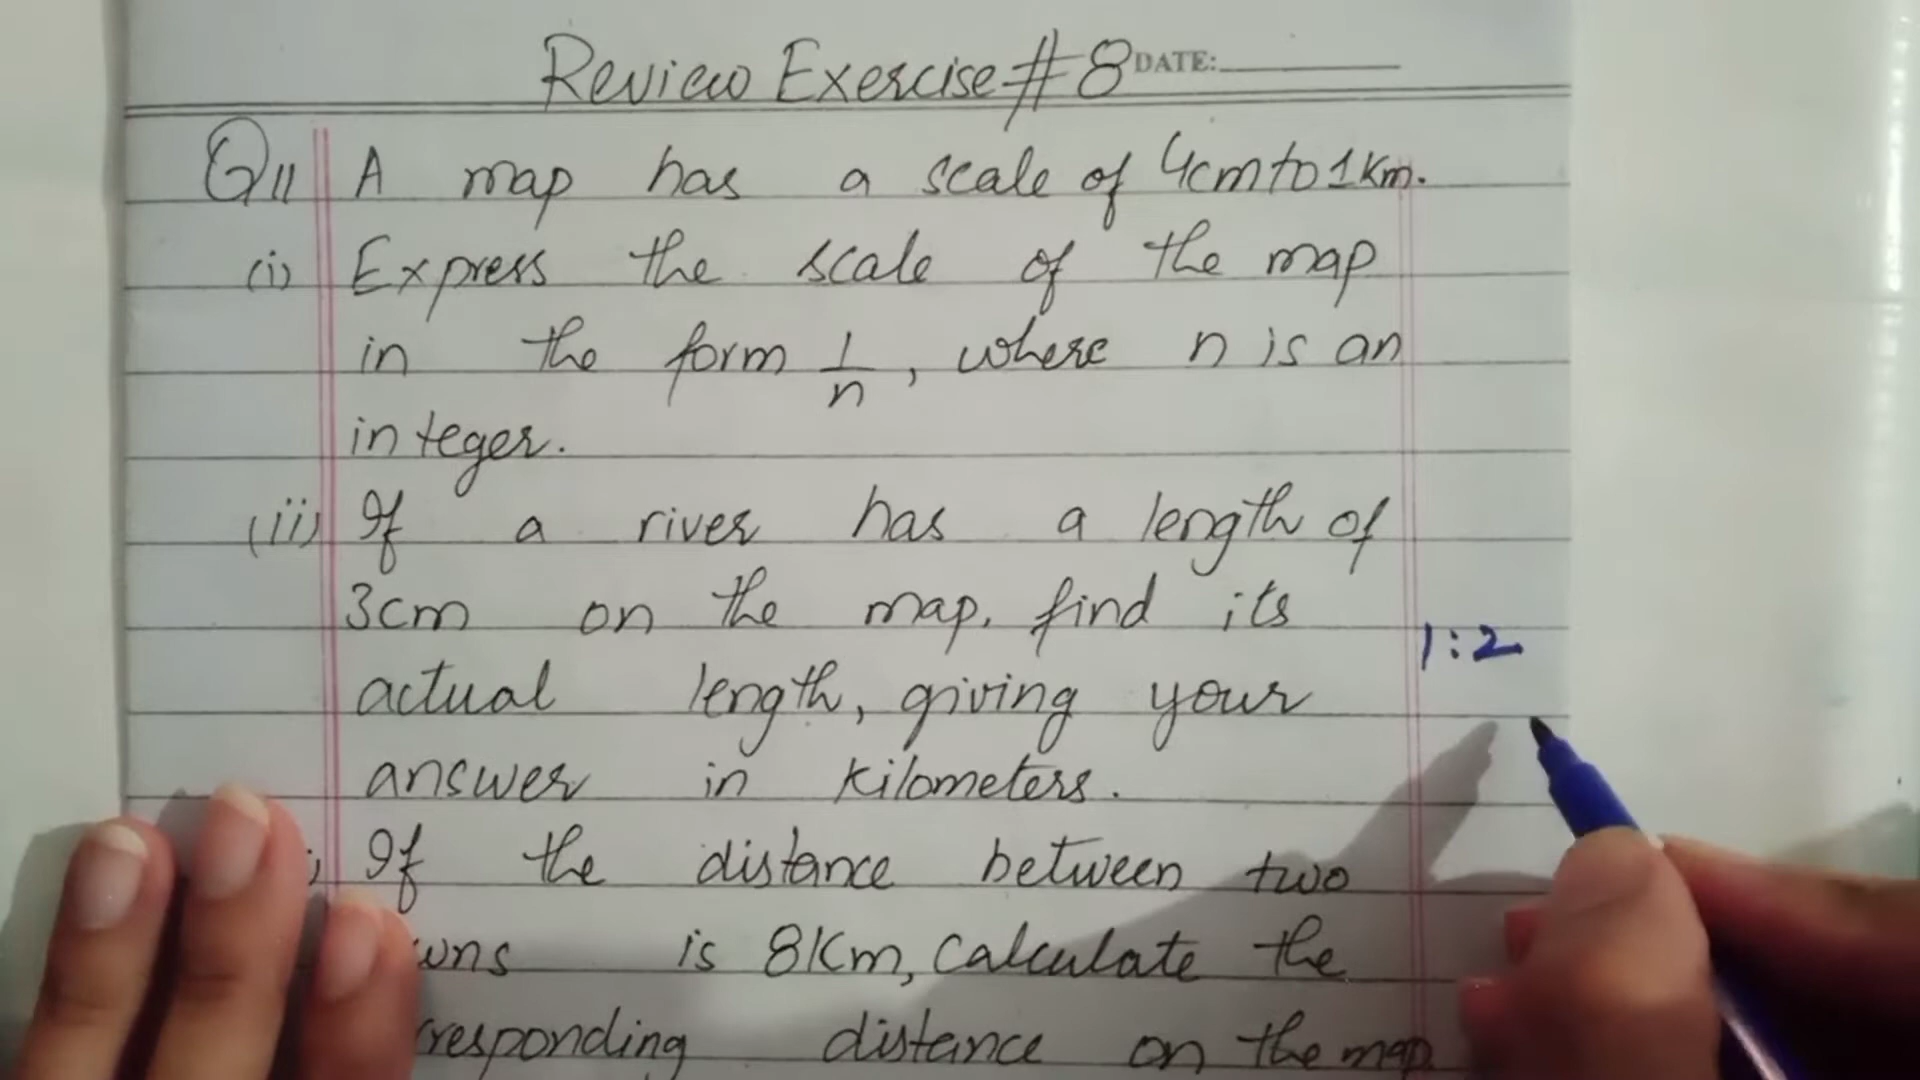 Review Exercise #8 DATE:
Q11 A map has a scale of 4cm to 1km.
(i) Express the scale of the map
in the form 1/n, where n is an
integer.
(ii) If a river has a length of
3cm on the map. find its
1:2
actual length, giving your
answer in kilometers.
If the distance between two
is 8km, calculate the
distance on the map